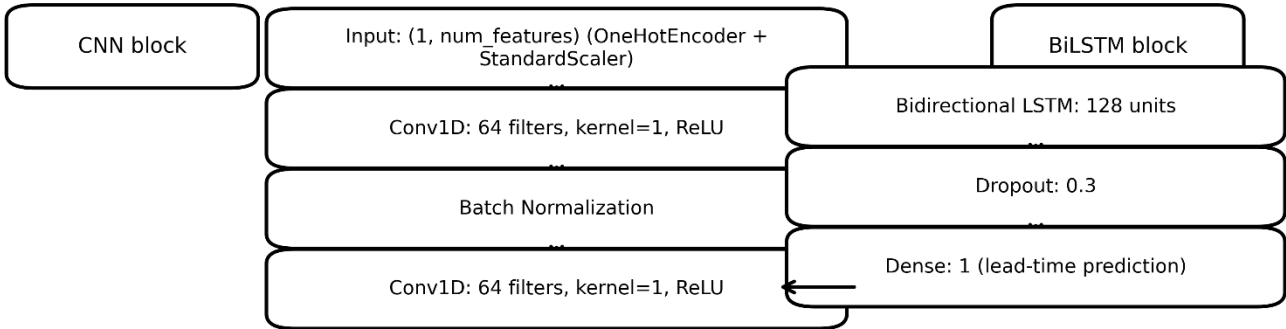 CNN block
Input: (1, num_features) (OneHotEncoder +
StandardScaler)
Conv1D: 64 filters, kernel=1, ReLU
Batch Normalization
Conv1D: 64 filters, kernel=1, ReLU
BiLSTM block
Bidirectional LSTM: 128 units
Dropout: 0.3
Dense: 1 (lead-time prediction)